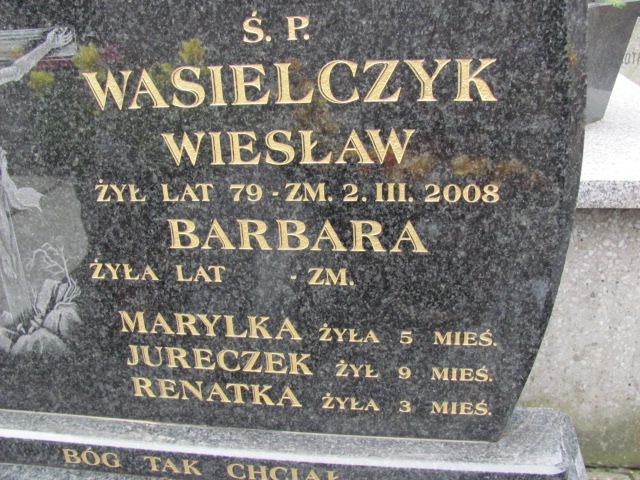 Ś. P.
WASIELCZYK
WIESŁAW
ŻYŁ LAT 79 - ZM. 2. III. 2008
BARBARA
ŻYŁA LAT - ZM.
MARYLKA ŻYŁA 5 MIEŚ.
JURECZEK ŻYŁ 9 MIEŚ.
RENATKA ŻYŁA 3 MIEŚ.
BÓG TAK CHCIAŁ